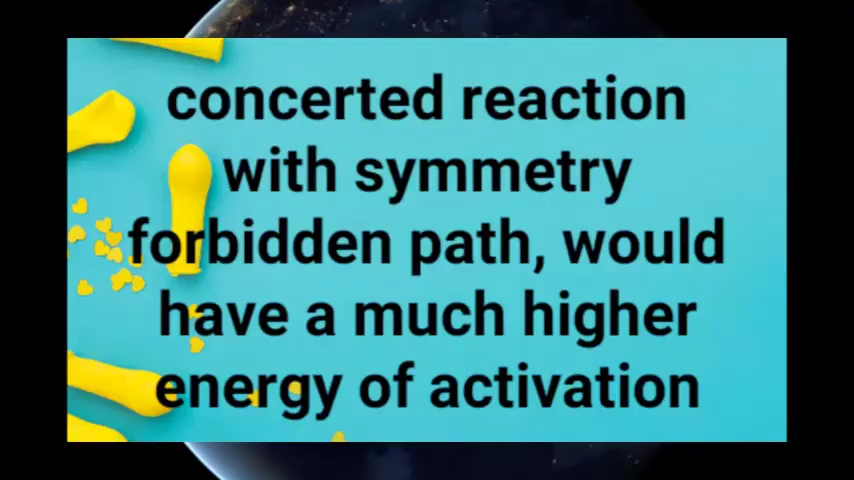 concerted reaction
with symmetry
forbidden path, would
have a much higher
energy of activation